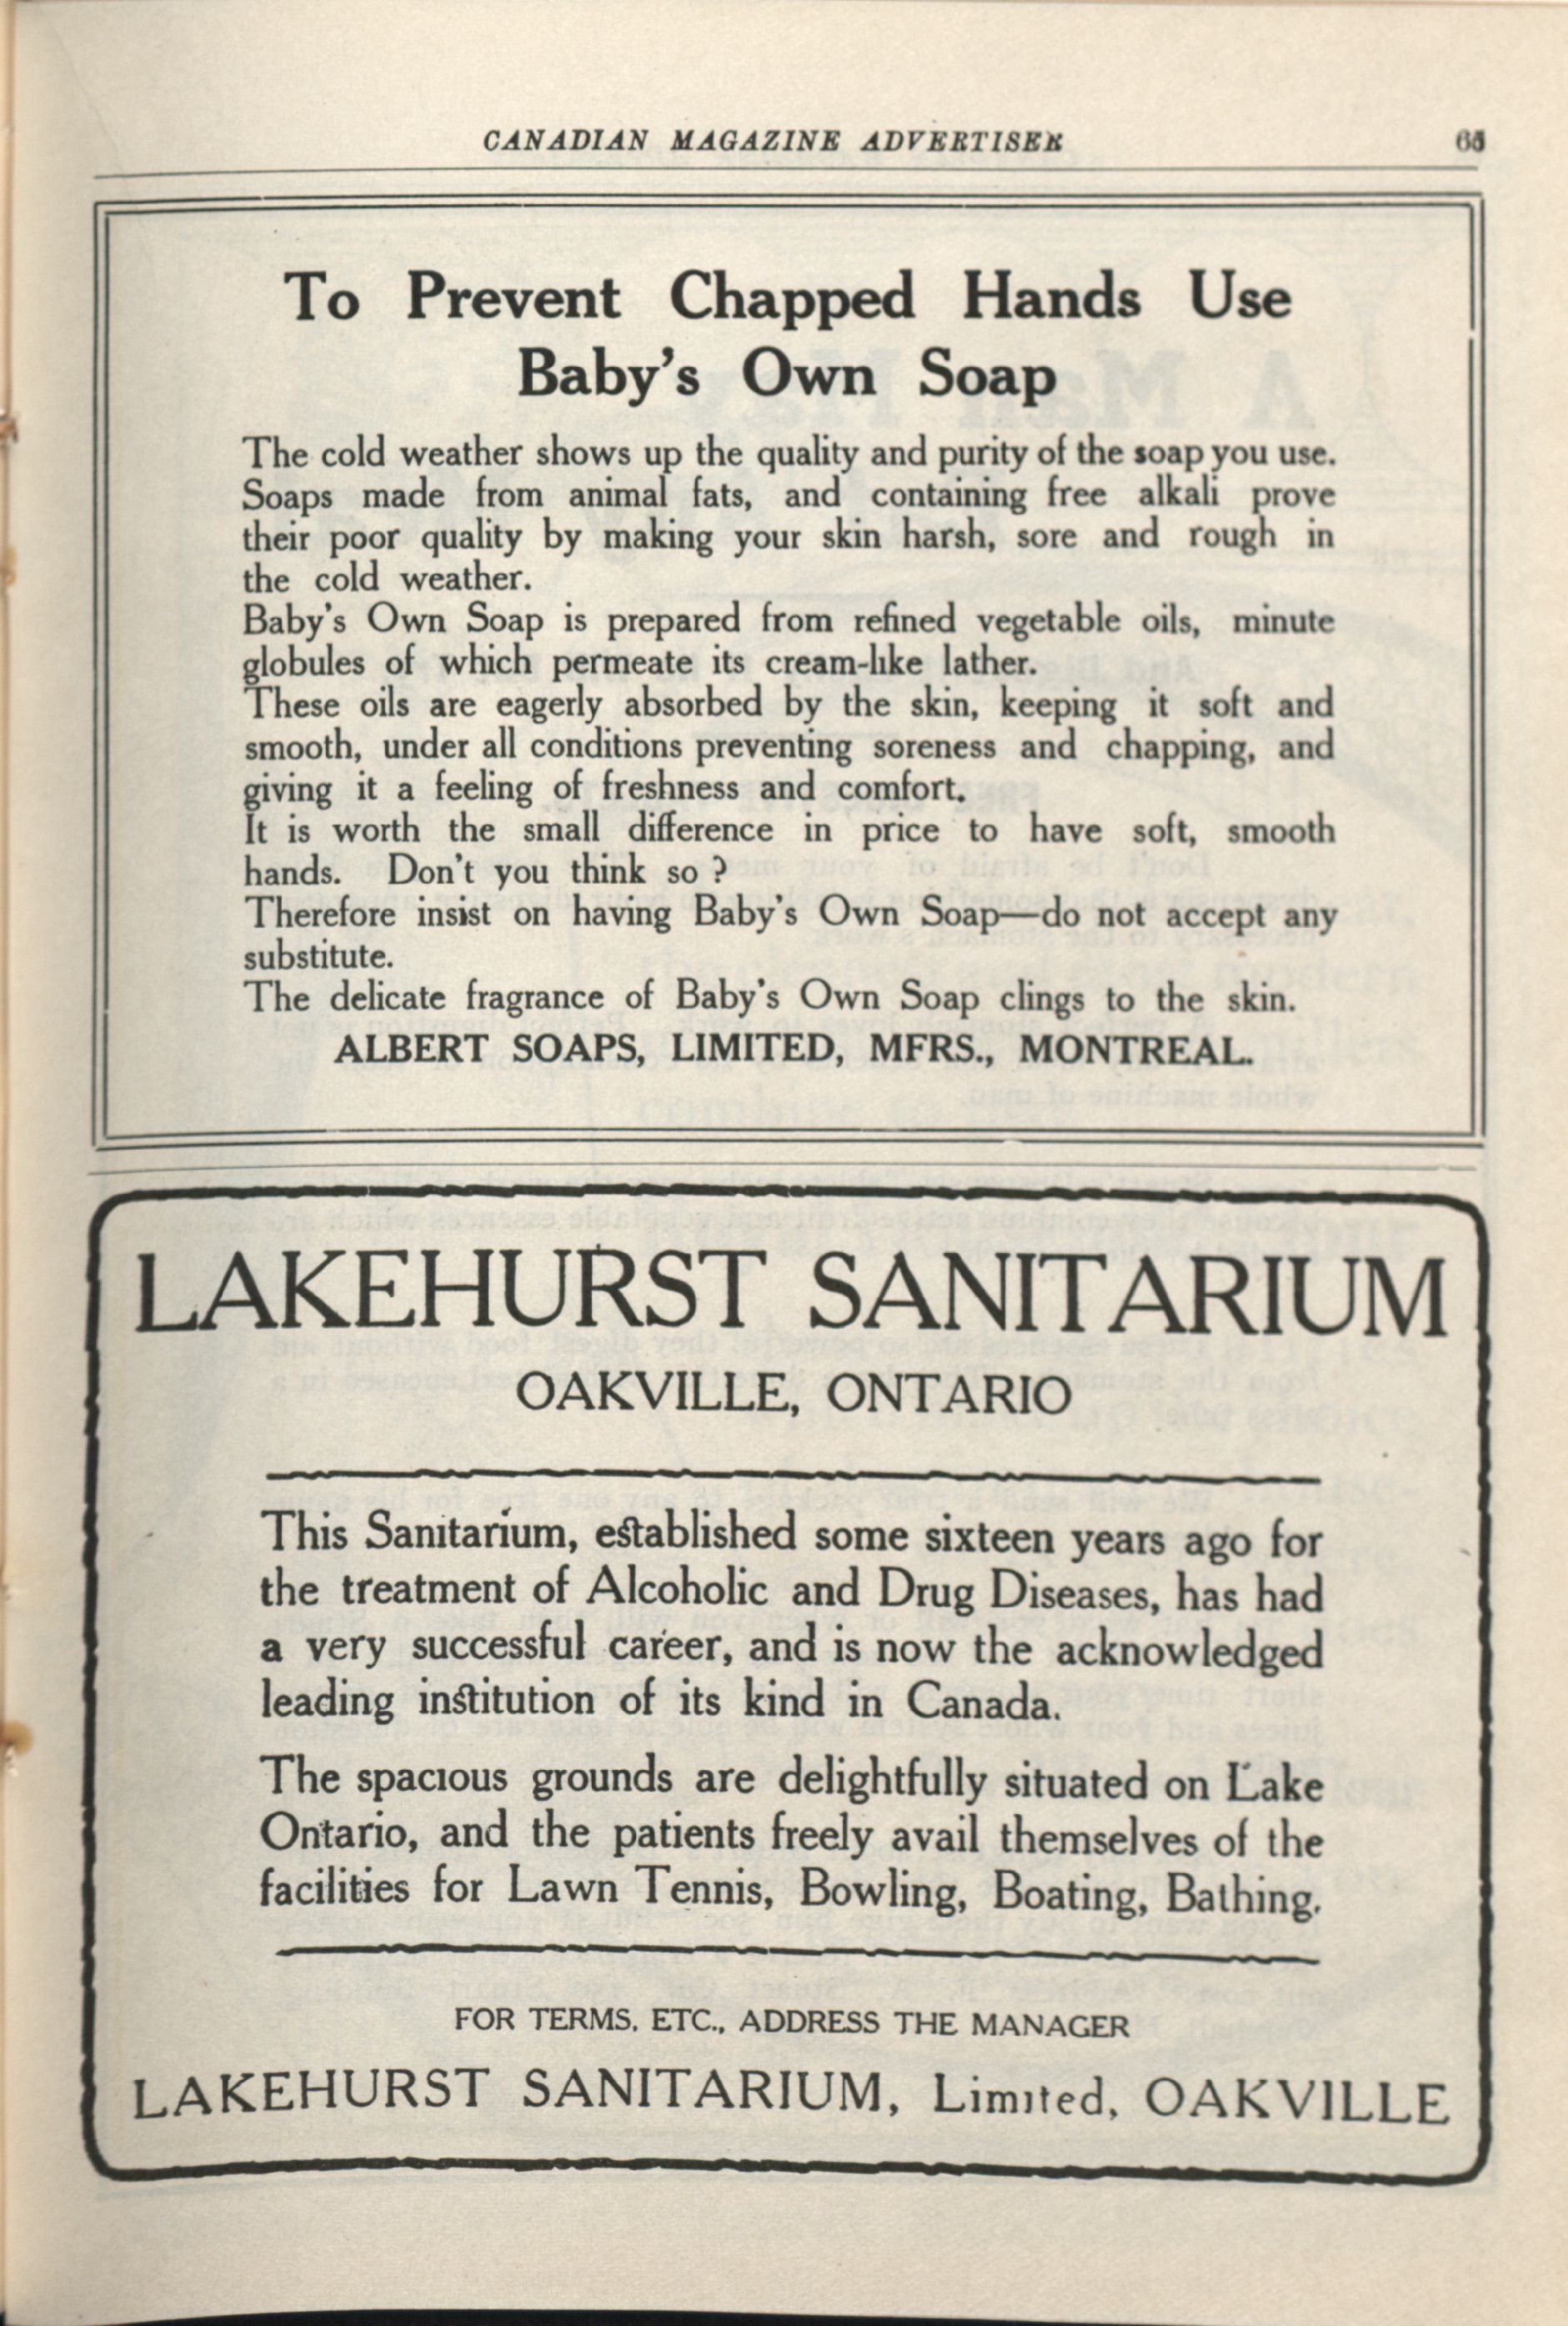 CANADIAN MAGAZINE ADVERTISER
To Prevent Chapped Hands Use
Baby's Own Soap
The cold weather shows up the quality and purity of the soap you use.
Soaps made from animal fats, and containing free alkali prove
their poor quality by making your skin harsh, sore and rough in
the cold weather.
Baby's Own Soap is prepared from refined vegetable oils, minute
globules of which permeate its cream-like lather.
These oils are eagerly absorbed by the skin, keeping it soft and
smooth, under all conditions preventing soreness and chapping, and
giving it a feeling of freshness and comfort.
It is worth the small difference in price to have soft, smooth
hands. Don't you think so ?
Therefore insist on having Baby's Own Soap—do not accept any
substitute.
The delicate fragrance of Baby's Own Soap clings to the skin.
ALBERT SOAPS, LIMITED, MFRS., MONTREAL.
LAKEHURST SANITARIUM
OAKVILLE, ONTARIO
This Sanitarium, established some sixteen years ago for
the treatment of Alcoholic and Drug Diseases, has had
a very successful career, and is now the acknowledged
leading institution of its kind in Canada.
The spacious grounds are delightfully situated on Lake
Ontario, and the patients freely avail themselves of the
facilities for Lawn Tennis, Bowling, Boating, Bathing.
FOR TERMS, ETC., ADDRESS THE MANAGER
LAKEHURST SANITARIUM, Limited, OAKVILLE